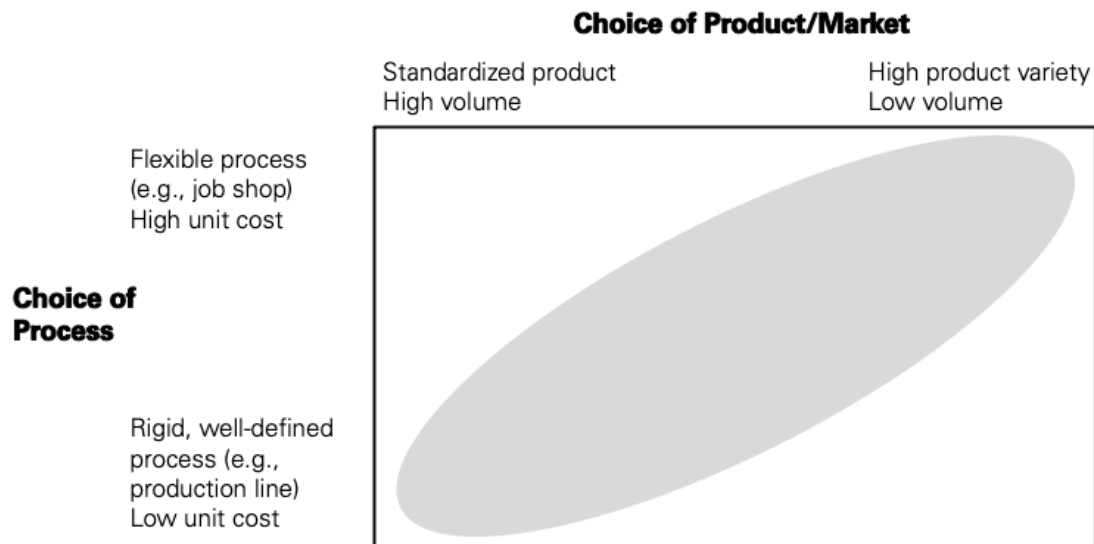 Choice of Product/Market
Standardized product
High volume
High product variety
Low volume
Flexible process
(e.g., job shop)
High unit cost
Choice of
Process
Rigid, well-defined
process (e.g.,
production line)
Low unit cost